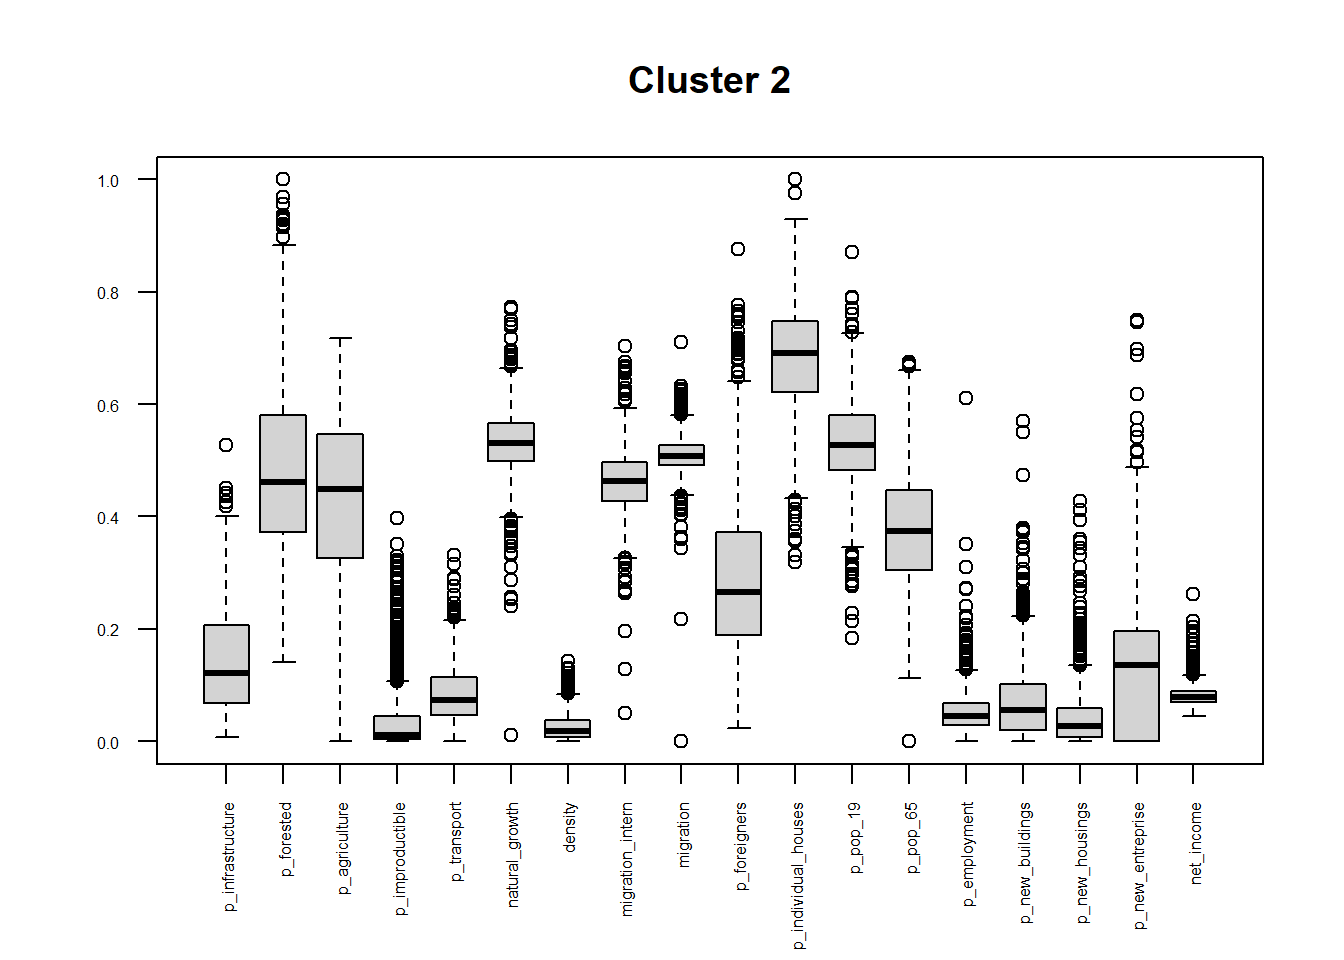 Cluster 2
1.0
0.8
0.6
0.4
0.2
0.0
p_infrastructure
p_forested
p_agriculture
p_improductible
p_transport
natural_growth
density
migration_intern
migration
p_foreigners
p_individual_houses
p_pop_19
p_pop_65
p_employment
p_new_buildings
p_new_housings
p_new_entreprise
net_income